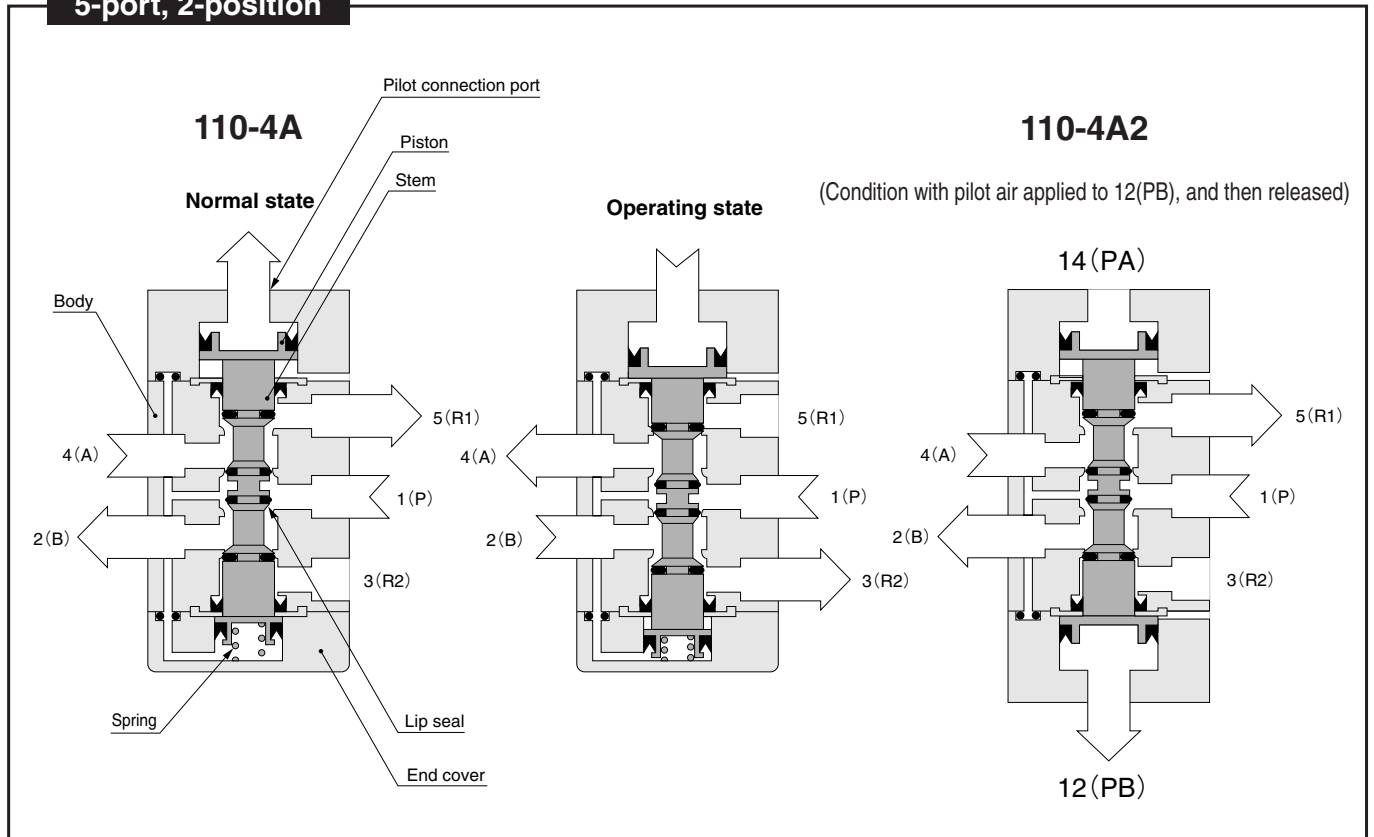 5-port, 2-position
Pilot connection port
110-4A
Piston
Stem
Normal state
Body
4(A)
2(B)
5(R1)
1(P)
3(R2)
Spring
Lip seal
End cover
Operating state
4(A)
2(B)
5(R1)
1(P)
3(R2)
110-4A2
(Condition with pilot air applied to 12(PB), and then released)
14(PA)
4(A)
2(B)
5(R1)
1(P)
3(R2)
12(PB)